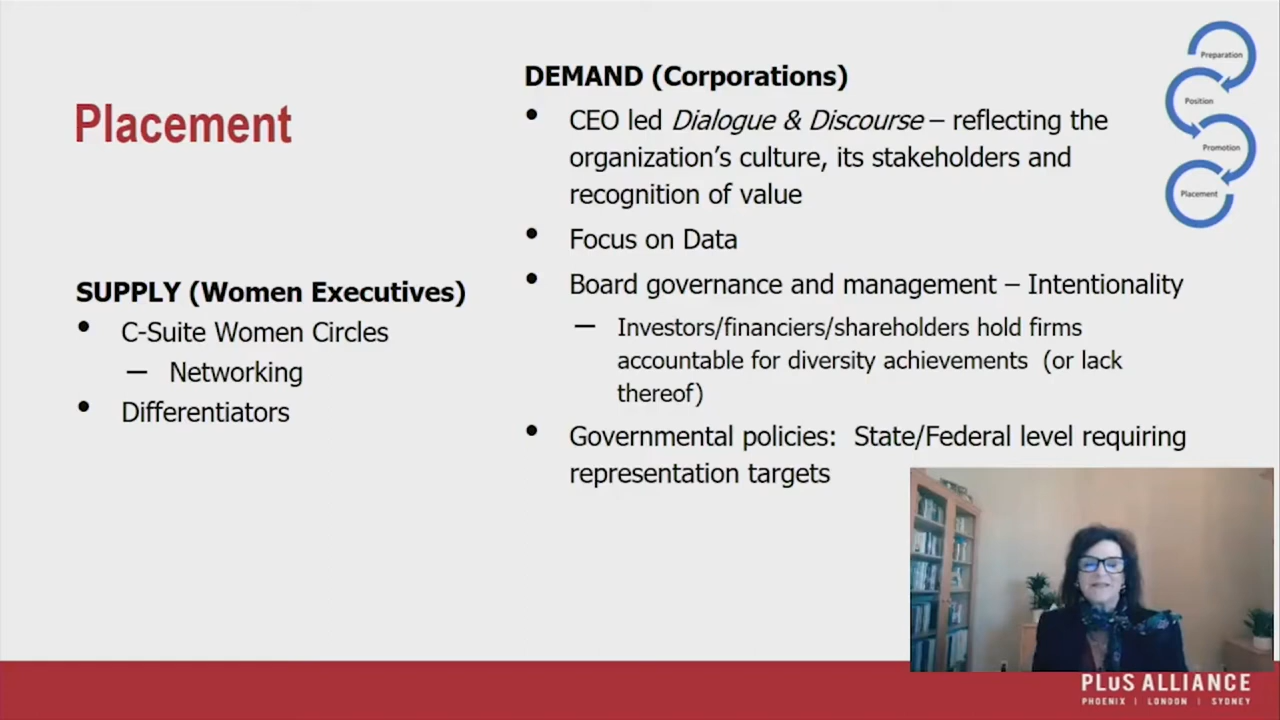 Placement
SUPPLY (Women Executives)
• C-Suite Women Circles
– Networking
• Differentiators
DEMAND (Corporations)
• CEO led Dialogue & Discourse – reflecting the
organization’s culture, its stakeholders and
recognition of value
• Focus on Data
• Board governance and management – Intentionality
– Investors/financiers/shareholders hold firms
accountable for diversity achievements (or lack
thereof)
• Governmental policies: State/Federal level requiring
representation targets
Preparation
Position
Promotion
Placement
PLuS ALLIANCE
PHOENIX | LONDON | SYDNEY